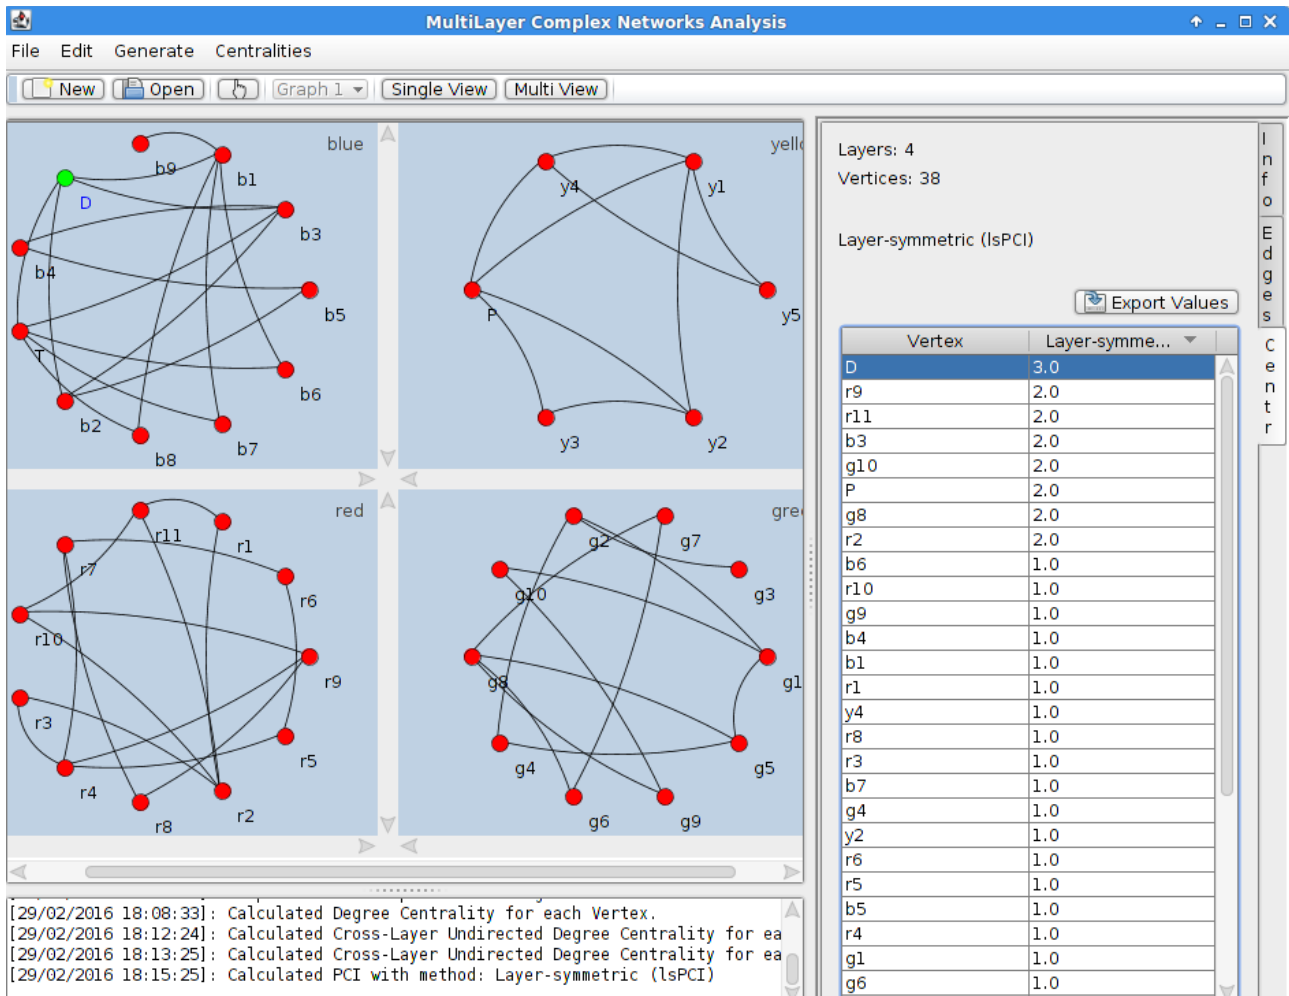 MultiLayer Complex Networks Analysis
File Edit Generate Centralities
New Open Graph 1 Single View Multi View
blue
b9
b1
D
b3
b4
b5
T
b6
b2
b7
b8
yello
y4
y1
P
y5
y3
y2
red
r11
r1
r7
r6
r10
r9
r3
r5
r4
r2
r8
gree
g2
g7
g10
g3
g8
g1
g4
g5
g6
g9
Layers: 4
Vertices: 38
Layer-symmetric (lsPCI)
Export Values
Info
Edges
Centr
Vertex Layer-symme...
D 3.0
r9 2.0
r11 2.0
b3 2.0
g10 2.0
P 2.0
g8 2.0
r2 2.0
b6 1.0
r10 1.0
g9 1.0
b4 1.0
b1 1.0
r1 1.0
y4 1.0
r8 1.0
r3 1.0
b7 1.0
g4 1.0
y2 1.0
r6 1.0
r5 1.0
b5 1.0
r4 1.0
g1 1.0
g6 1.0
[29/02/2016 18:08:33]: Calculated Degree Centrality for each Vertex.
[29/02/2016 18:12:24]: Calculated Cross-Layer Undirected Degree Centrality for ea
[29/02/2016 18:13:25]: Calculated Cross-Layer Undirected Degree Centrality for ea
[29/02/2016 18:15:25]: Calculated PCI with method: Layer-symmetric (lsPCI)